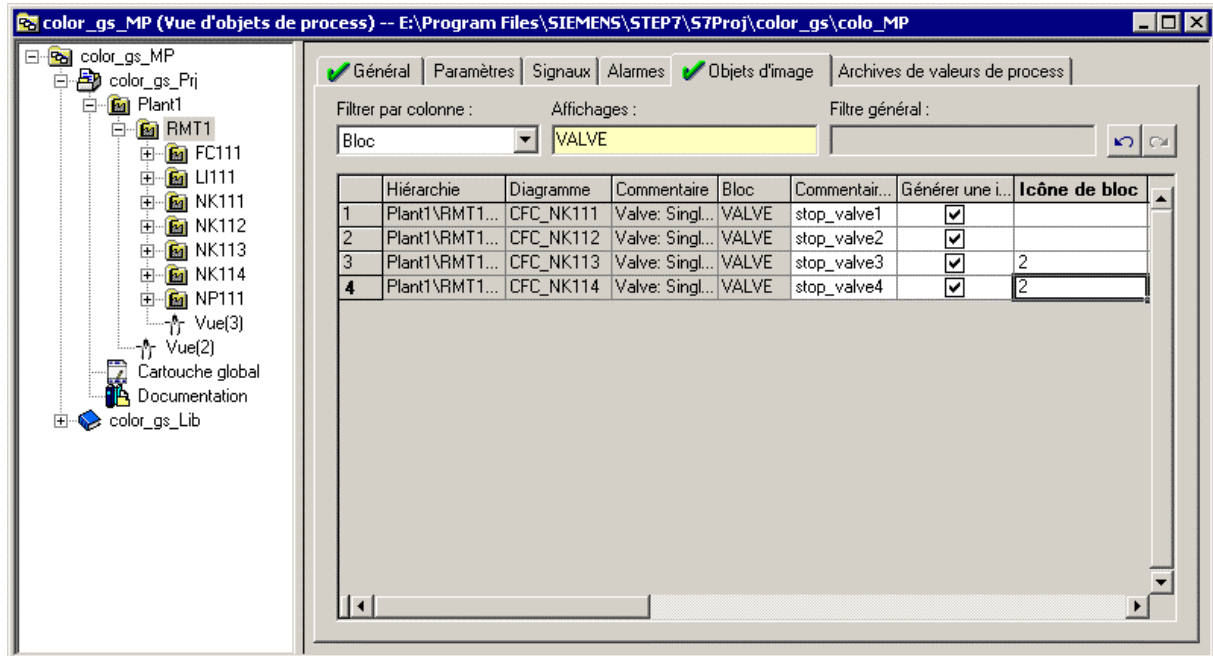 color_gs_MP (Vue d'objets de process) -- E:\Program Files\SIEMENS\STEP7\S7Proj\color_gs\colo_MP
color_gs_MP
color_gs_Prj
Plant1
RMT1
FC111
LI111
NK111
NK112
NK113
NK114
NP111
Vue(3)
Vue(2)
Cartouche global
Documentation
color_gs_Lib
Général Paramètres Signaux Alarmes Objets d'image Archives de valeurs de process
Filtrer par colonne : Affichages : Filtre général :
Bloc VALVE
Hiérarchie Diagramme Commentaire Bloc Commentair... Générer une i... Icône de bloc
1 Plant1\RMT1... CFC_NK111 Valve: Singl... VALVE stop_valve1
2 Plant1\RMT1... CFC_NK112 Valve: Singl... VALVE stop_valve2
3 Plant1\RMT1... CFC_NK113 Valve: Singl... VALVE stop_valve3 2
4 Plant1\RMT1... CFC_NK114 Valve: Singl... VALVE stop_valve4 2